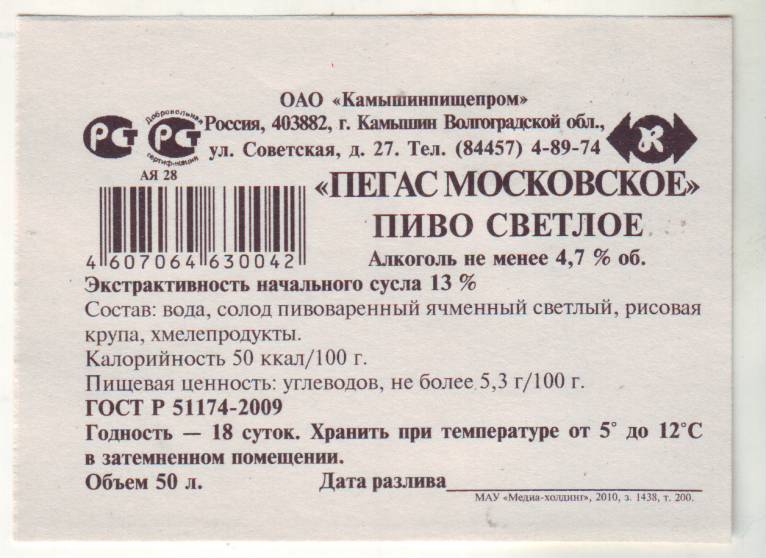 ОАО «Камышинпищепром»
Россия, 403882, г. Камышин Волгоградской обл.,
ул. Советская, д. 27. Тел. (84457) 4-89-74
РСТ
Добровольная
РСТ
сертификация
АЯ 28
К
«ПЕГАС МОСКОВСКОЕ»
ПИВО СВЕТЛОЕ
4 607064 630042
Алкоголь не менее 4,7 % об.
Экстрактивность начального сусла 13 %
Состав: вода, солод пивоваренный ячменный светлый, рисовая
крупа, хмелепродукты.
Калорийность 50 ккал/100 г.
Пищевая ценность: углеводов, не более 5,3 г/100 г.
ГОСТ Р 51174-2009
Годность — 18 суток. Хранить при температуре от 5° до 12°С
в затемненном помещении.
Объем 50 л. Дата разлива
МАУ «Медиа-холдинг», 2010, з. 1438, т. 200.